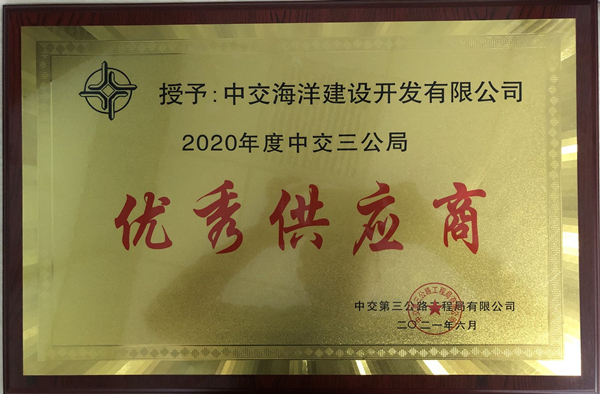 授予:中交海洋建设开发有限公司
2020年度中交三公局
优秀供应商
中交第三公路工程局有限公司
二〇二一年六月